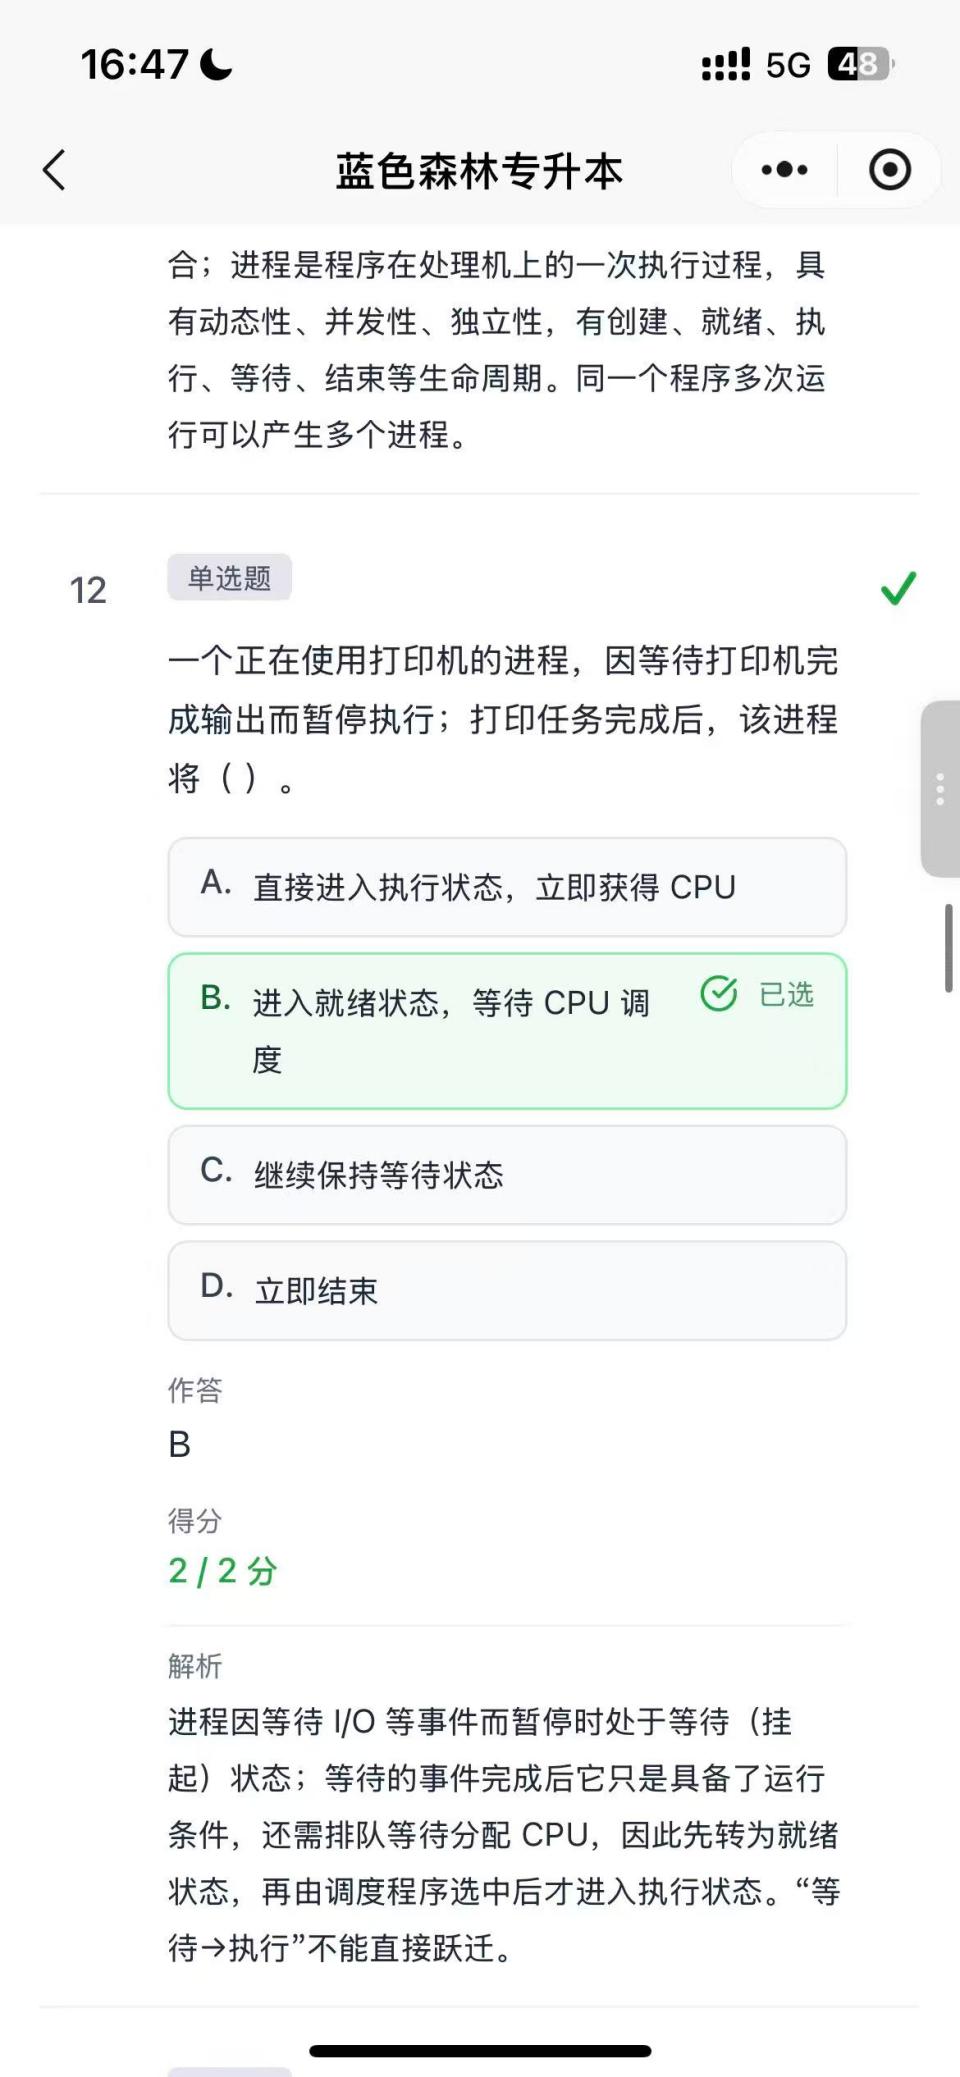 16:47
5G
48
蓝色森林专升本
合；进程是程序在处理机上的一次执行过程，具
有动态性、并发性、独立性，有创建、就绪、执
行、等待、结束等生命周期。同一个程序多次运
行可以产生多个进程。
12
单选题
一个正在使用打印机的进程，因等待打印机完
成输出而暂停执行；打印任务完成后，该进程
将（）。
A. 直接进入执行状态，立即获得 CPU
B. 进入就绪状态，等待 CPU 调
度
已选
C. 继续保持等待状态
D. 立即结束
作答
B
得分
2 / 2 分
解析
进程因等待 I/O 等事件而暂停时处于等待（挂
起）状态；等待的事件完成后它只是具备了运行
条件，还需排队等待分配 CPU，因此先转为就绪
状态，再由调度程序选中后才进入执行状态。“等
待→执行”不能直接跃迁。